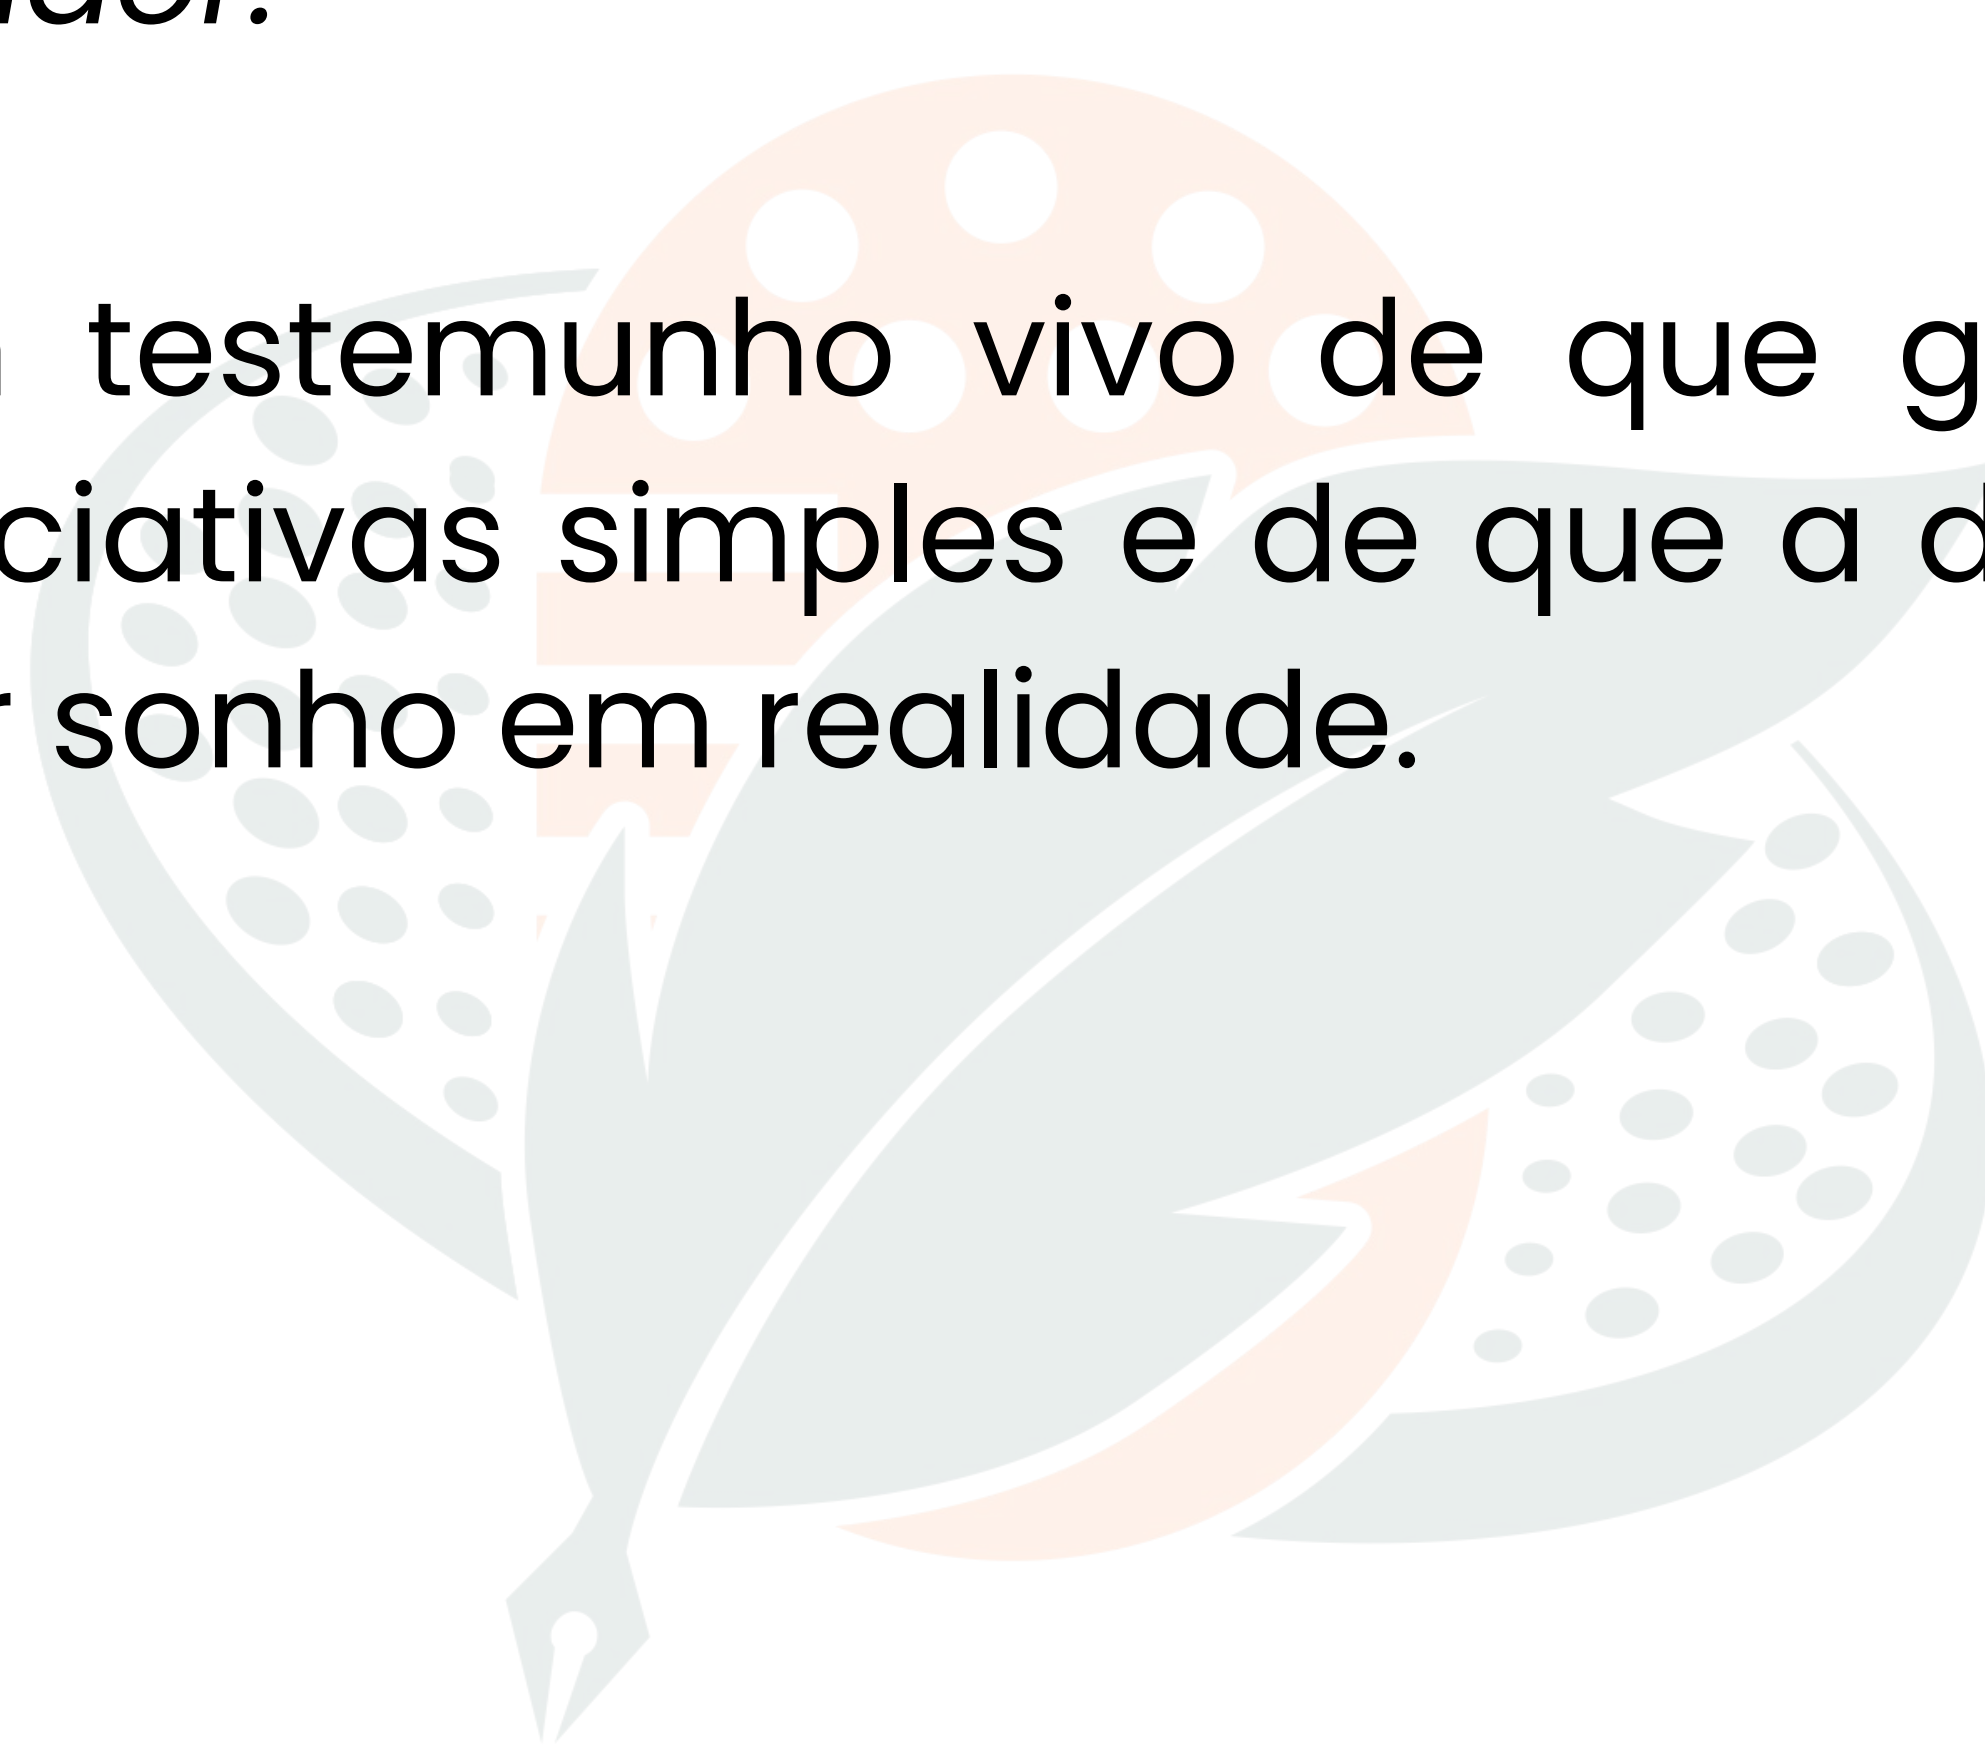 testemunho vivo de que
ciativas simples e de que a
sonho em realidade.